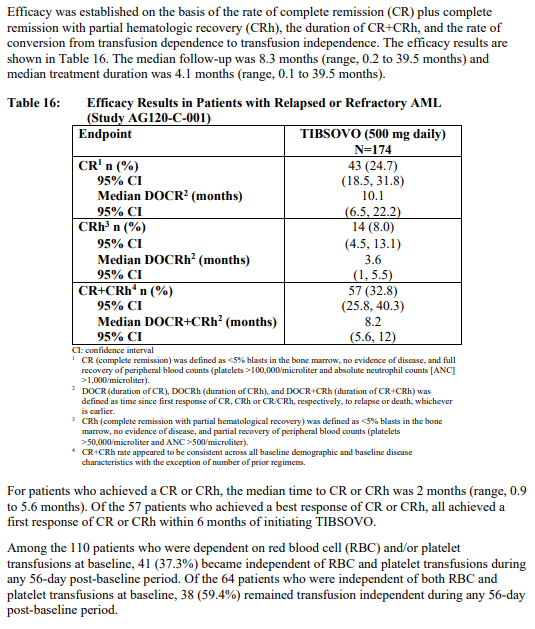 Efficacy was established on the basis of the rate of complete remission (CR) plus complete
remission with partial hematologic recovery (CRh), the duration of CR+CRh, and the rate of
conversion from transfusion dependence to transfusion independence. The efficacy results are
shown in Table 16. The median follow-up was 8.3 months (range, 0.2 to 39.5 months) and
median treatment duration was 4.1 months (range, 0.1 to 39.5 months).
Table 16: Efficacy Results in Patients with Relapsed or Refractory AML
(Study AG120-C-001)
Endpoint TIBSOVO (500 mg daily)
N=174
CR¹ n (%) 43 (24.7)
95% CI (18.5, 31.8)
Median DOCR² (months) 10.1
95% CI (6.5, 22.2)
CRh³ n (%) 14 (8.0)
95% CI (4.5, 13.1)
Median DOCRh² (months) 3.6
95% CI (1, 5.5)
CR+CRh⁴ n (%) 57 (32.8)
95% CI (25.8, 40.3)
Median DOCR+CRh² (months) 8.2
95% CI (5.6, 12)
CI: confidence interval
¹ CR (complete remission) was defined as <5% blasts in the bone marrow, no evidence of disease, and full
recovery of peripheral blood counts (platelets >100,000/microliter and absolute neutrophil counts [ANC]
>1,000/microliter).
² DOCR (duration of CR), DOCRh (duration of CRh), and DOCR+CRh (duration of CR+CRh) was
defined as time since first response of CR, CRh or CR/CRh, respectively, to relapse or death, whichever
is earlier.
³ CRh (complete remission with partial hematological recovery) was defined as <5% blasts in the bone
marrow, no evidence of disease, and partial recovery of peripheral blood counts (platelets
>50,000/microliter and ANC >500/microliter).
⁴ CR+CRh rate appeared to be consistent across all baseline demographic and baseline disease
characteristics with the exception of number of prior regimens.
For patients who achieved a CR or CRh, the median time to CR or CRh was 2 months (range, 0.9
to 5.6 months). Of the 57 patients who achieved a best response of CR or CRh, all achieved a
first response of CR or CRh within 6 months of initiating TIBSOVO.
Among the 110 patients who were dependent on red blood cell (RBC) and/or platelet
transfusions at baseline, 41 (37.3%) became independent of RBC and platelet transfusions during
any 56-day post-baseline period. Of the 64 patients who were independent of both RBC and
platelet transfusions at baseline, 38 (59.4%) remained transfusion independent during any 56-day
post-baseline period.